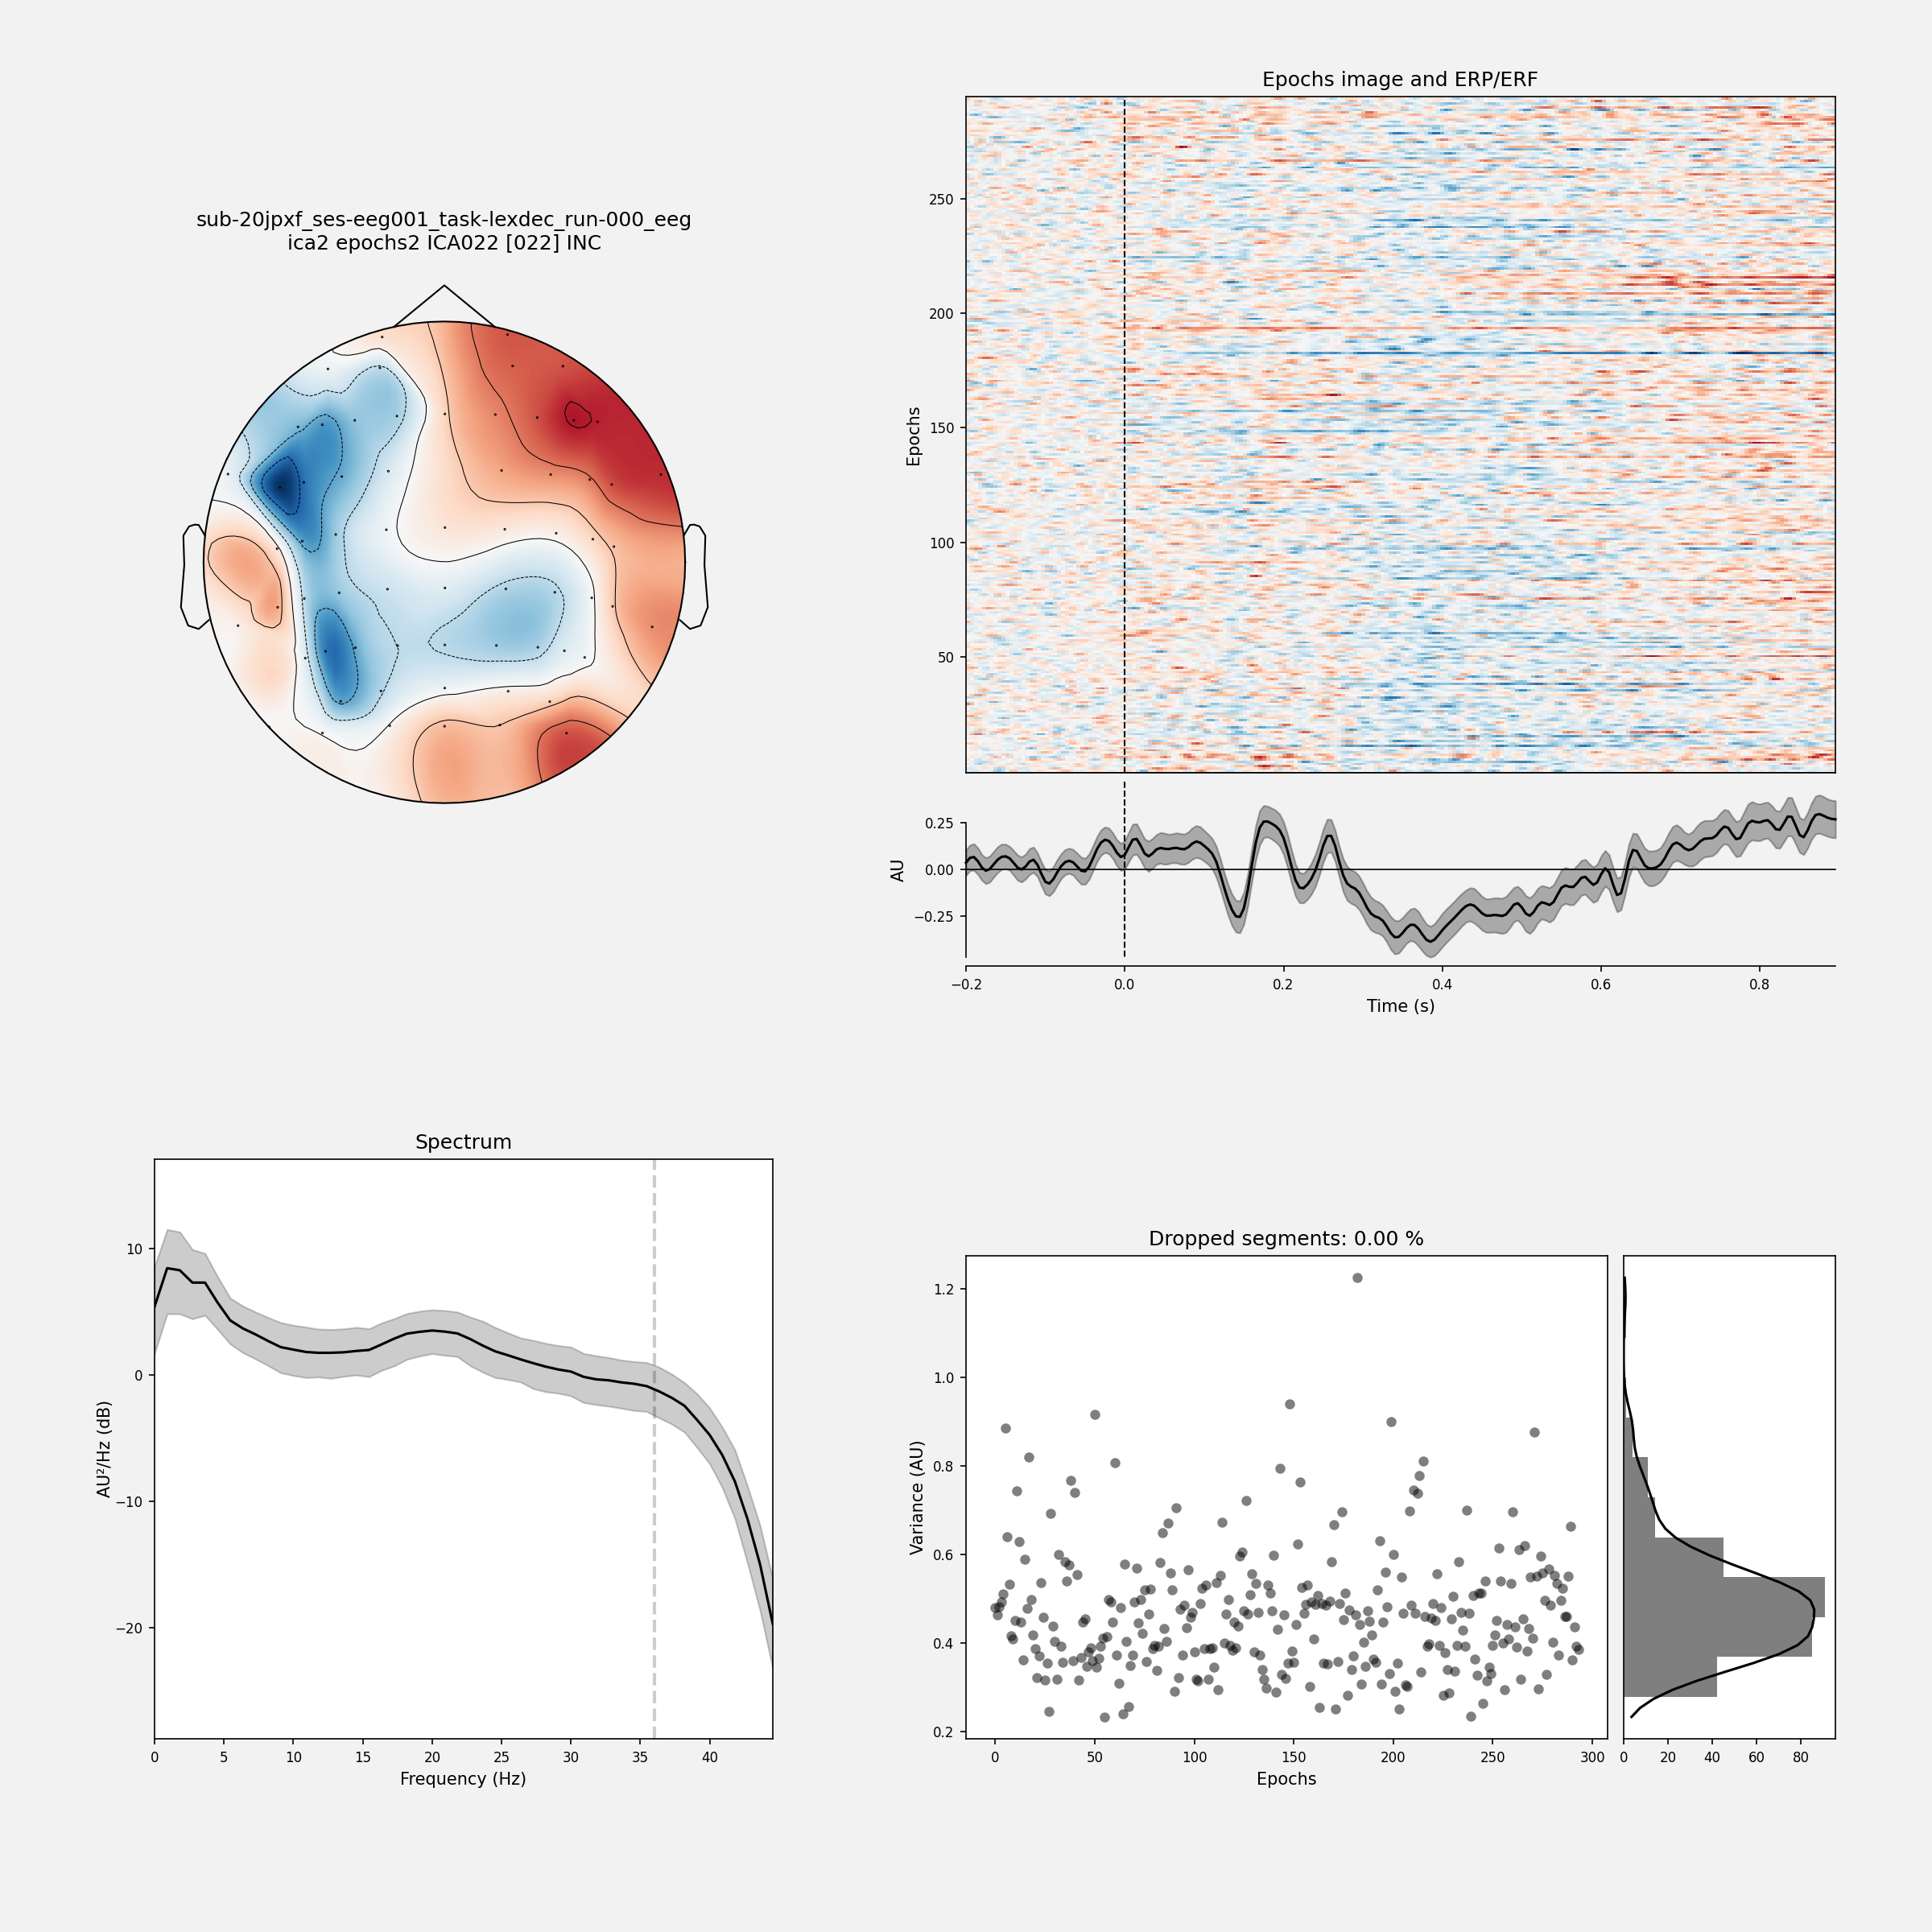 sub-20jpxf_ses-eeg001_task-lexdec_run-000_eeg
ica2 epochs2 ICA022 [022] INC
Epochs image and ERP/ERF
Epochs
250
200
150
100
50
AU
0.25
0.00
−0.25
−0.2 0.0 0.2 0.4 0.6 0.8
Time (s)
Spectrum
AU²/Hz (dB)
10
0
−10
−20
0 5 10 15 20 25 30 35 40
Frequency (Hz)
Dropped segments: 0.00 %
Variance (AU)
1.2
1.0
0.8
0.6
0.4
0.2
0 50 100 150 200 250 300
Epochs
0 20 40 60 80